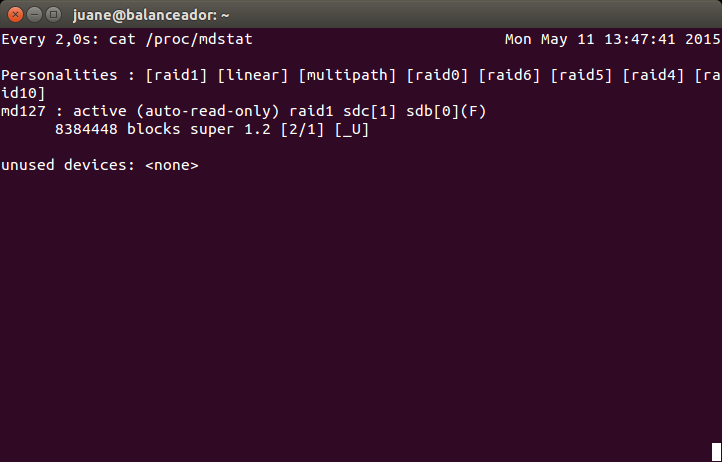 juane@balanceador: ~
Every 2,0s: cat /proc/mdstat Mon May 11 13:47:41 2015
Personalities : [raid1] [linear] [multipath] [raid0] [raid6] [raid5] [raid4] [ra
id10]
md127 : active (auto-read-only) raid1 sdc[1] sdb[0](F)
8384448 blocks super 1.2 [2/1] [_U]
unused devices: <none>